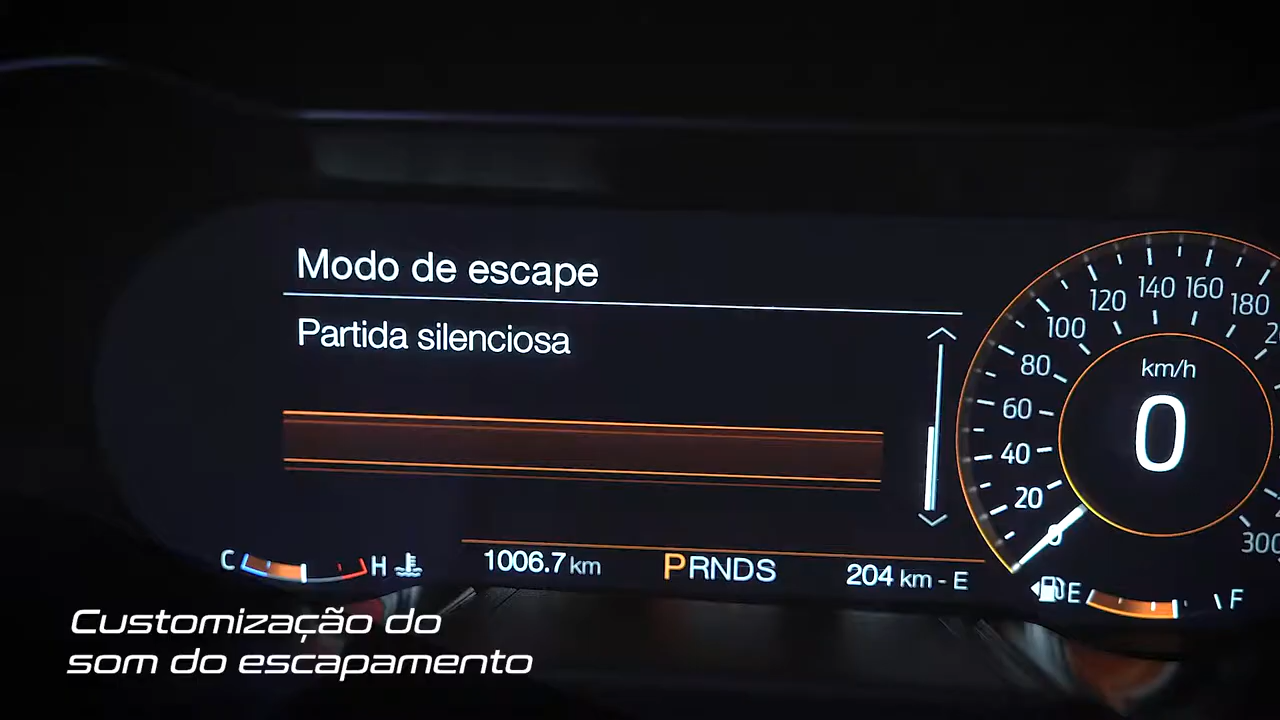 Modo de escape
Partida silenciosa
km/h
0
0
20
40
60
80
100
120
140
160
180
300
C H
1006.7 km
PRNDS
204 km - E
E F
Customização do
som do escapamento